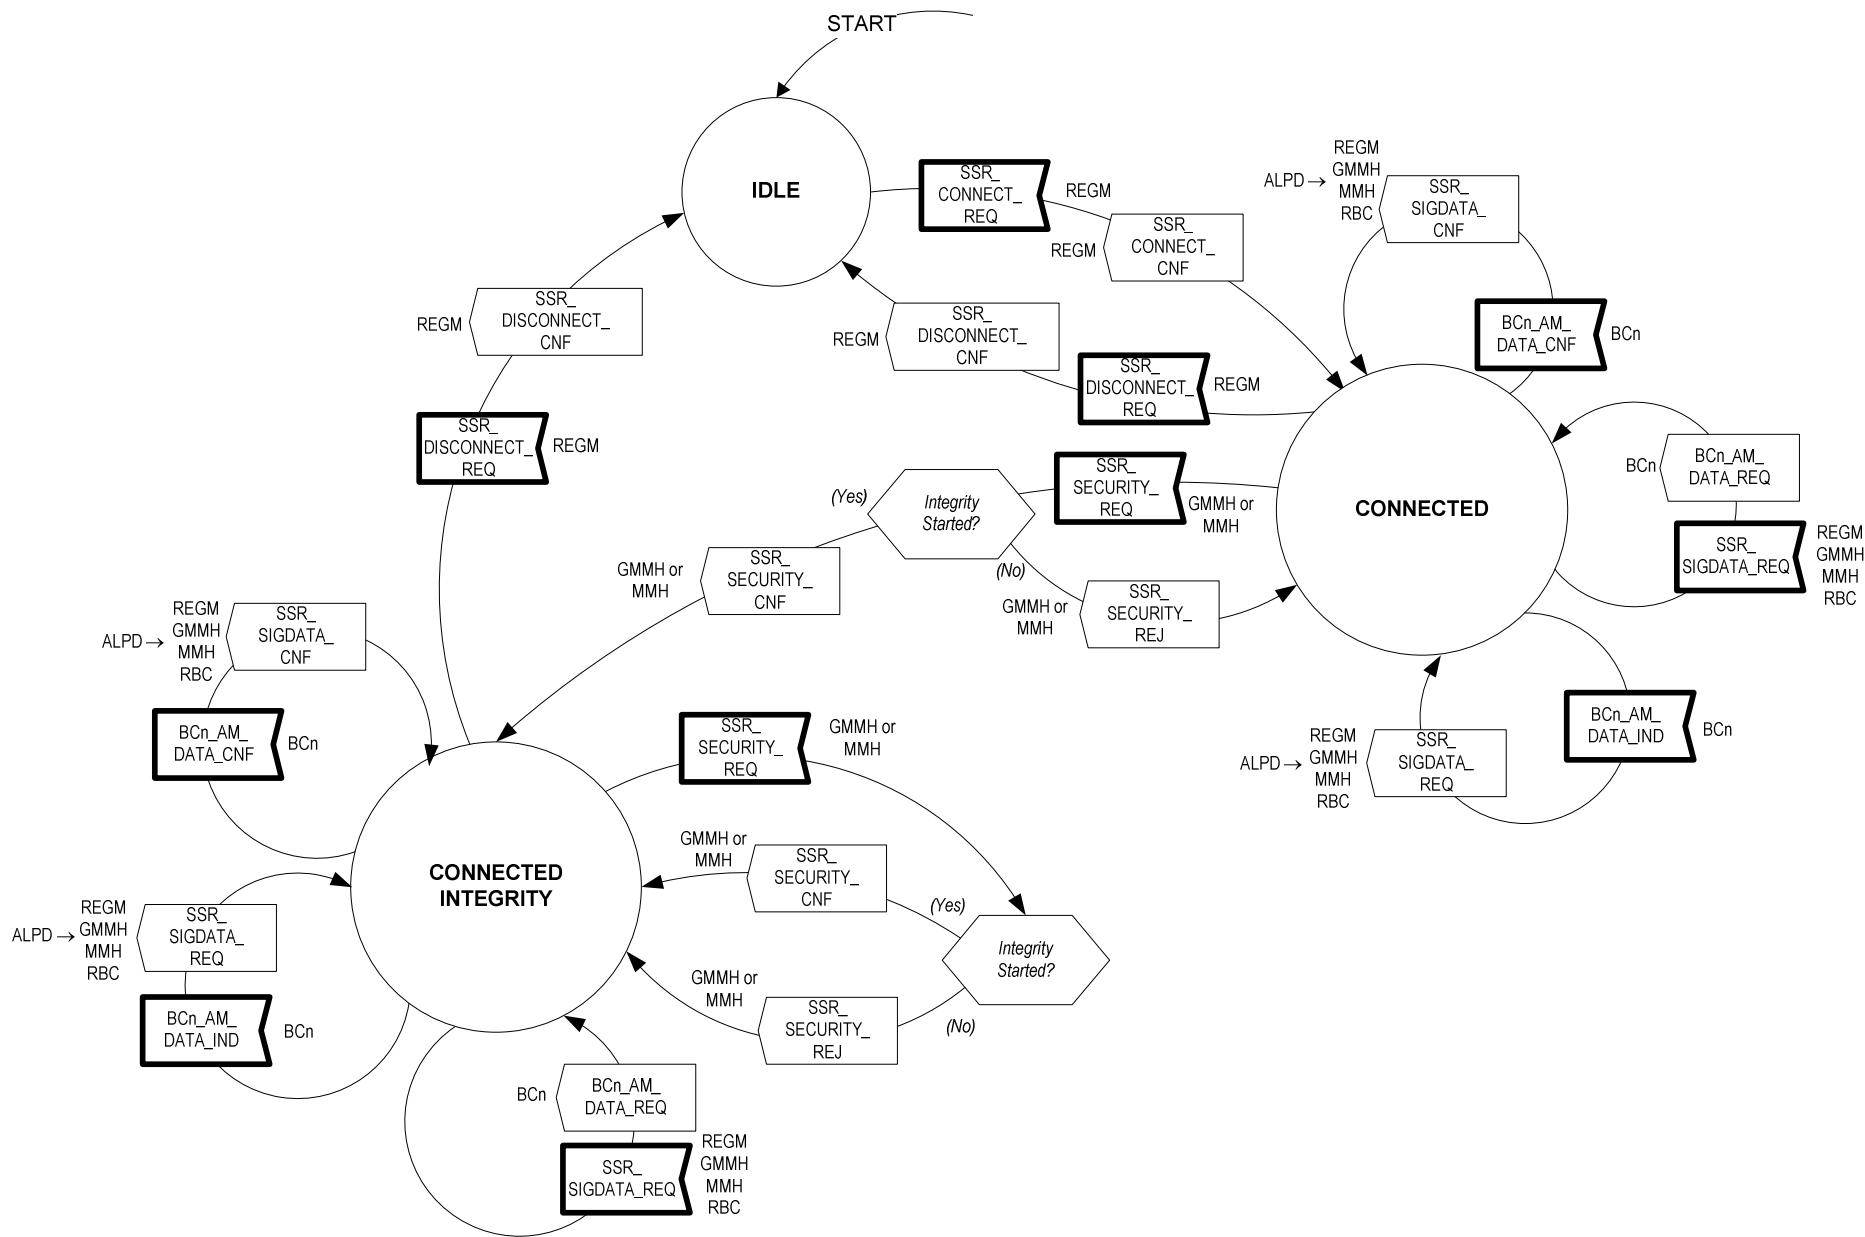 START
IDLE
SSR_
CONNECT_
REQ
REGM
REGM
SSR_
CONNECT_
CNF
REGM
GMMH
MMH
RBC
ALPD →
SSR_
SIGDATA_
CNF
BCn_AM_
DATA_CNF
BCn
REGM
SSR_
DISCONNECT_
CNF
REGM
SSR_
DISCONNECT_
CNF
SSR_
DISCONNECT_
REQ
REGM
SSR_
DISCONNECT_
REQ
REGM
CONNECTED
BCn
BCn_AM_
DATA_REQ
SSR_
SIGDATA_REQ
REGM
GMMH
MMH
RBC
SSR_
SECURITY_
REQ
GMMH or
MMH
Integrity
Started?
(Yes)
(No)
GMMH or
MMH
SSR_
SECURITY_
CNF
GMMH or
MMH
SSR_
SECURITY_
REJ
BCn_AM_
DATA_IND
BCn
ALPD →
REGM
GMMH
MMH
RBC
SSR_
SIGDATA_
REQ
ALPD →
REGM
GMMH
MMH
RBC
SSR_
SIGDATA_
CNF
BCn_AM_
DATA_CNF
BCn
SSR_
SECURITY_
REQ
GMMH or
MMH
CONNECTED
INTEGRITY
GMMH or
MMH
SSR_
SECURITY_
CNF
(Yes)
Integrity
Started?
(No)
GMMH or
MMH
SSR_
SECURITY_
REJ
ALPD →
REGM
GMMH
MMH
RBC
SSR_
SIGDATA_
REQ
BCn_AM_
DATA_IND
BCn
BCn
BCn_AM_
DATA_REQ
SSR_
SIGDATA_REQ
REGM
GMMH
MMH
RBC